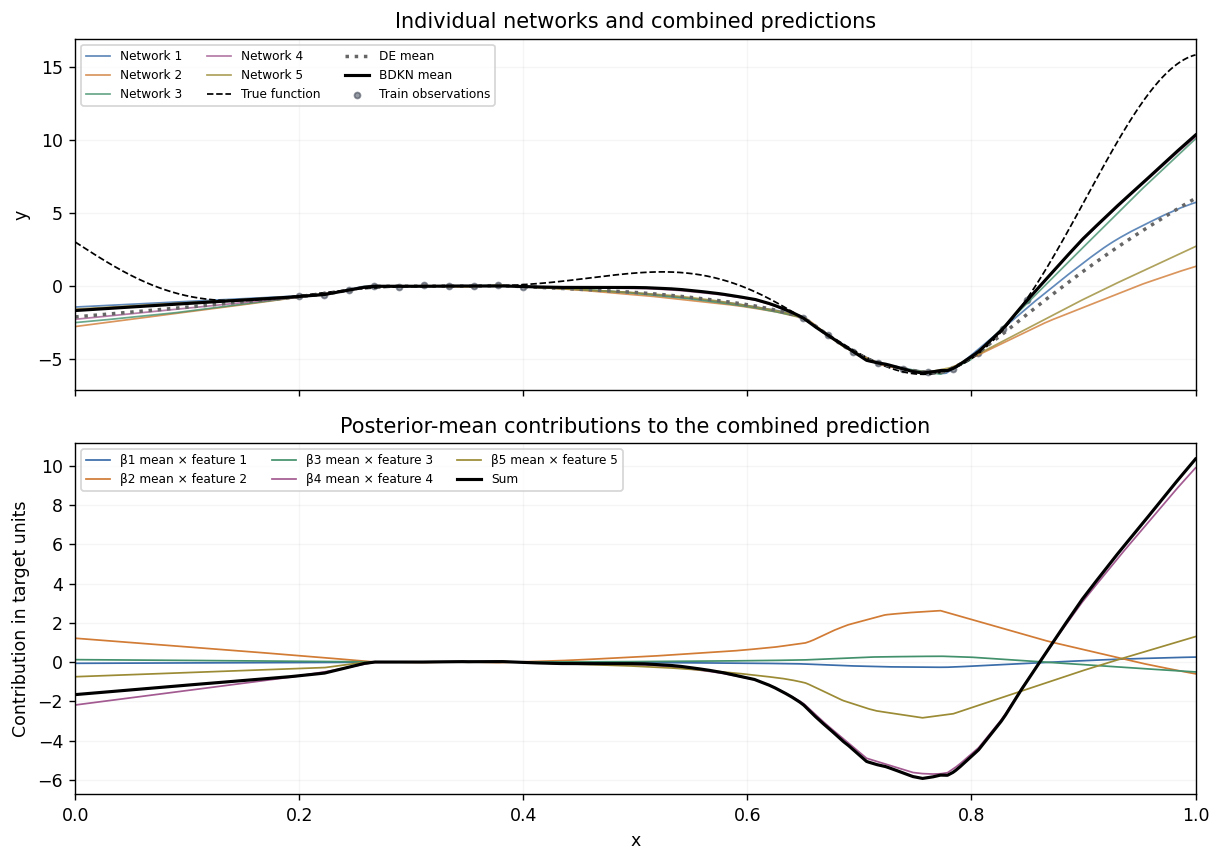 Individual networks and combined predictions
Network 1 Network 4 DE mean
Network 2 Network 5 BDKN mean
Network 3 True function Train observations
15
10
5
0
−5
y
Posterior-mean contributions to the combined prediction
β1 mean × feature 1 β3 mean × feature 3 β5 mean × feature 5
β2 mean × feature 2 β4 mean × feature 4 Sum
10
8
6
4
2
0
−2
−4
−6
Contribution in target units
0.0 0.2 0.4 0.6 0.8 1.0
x